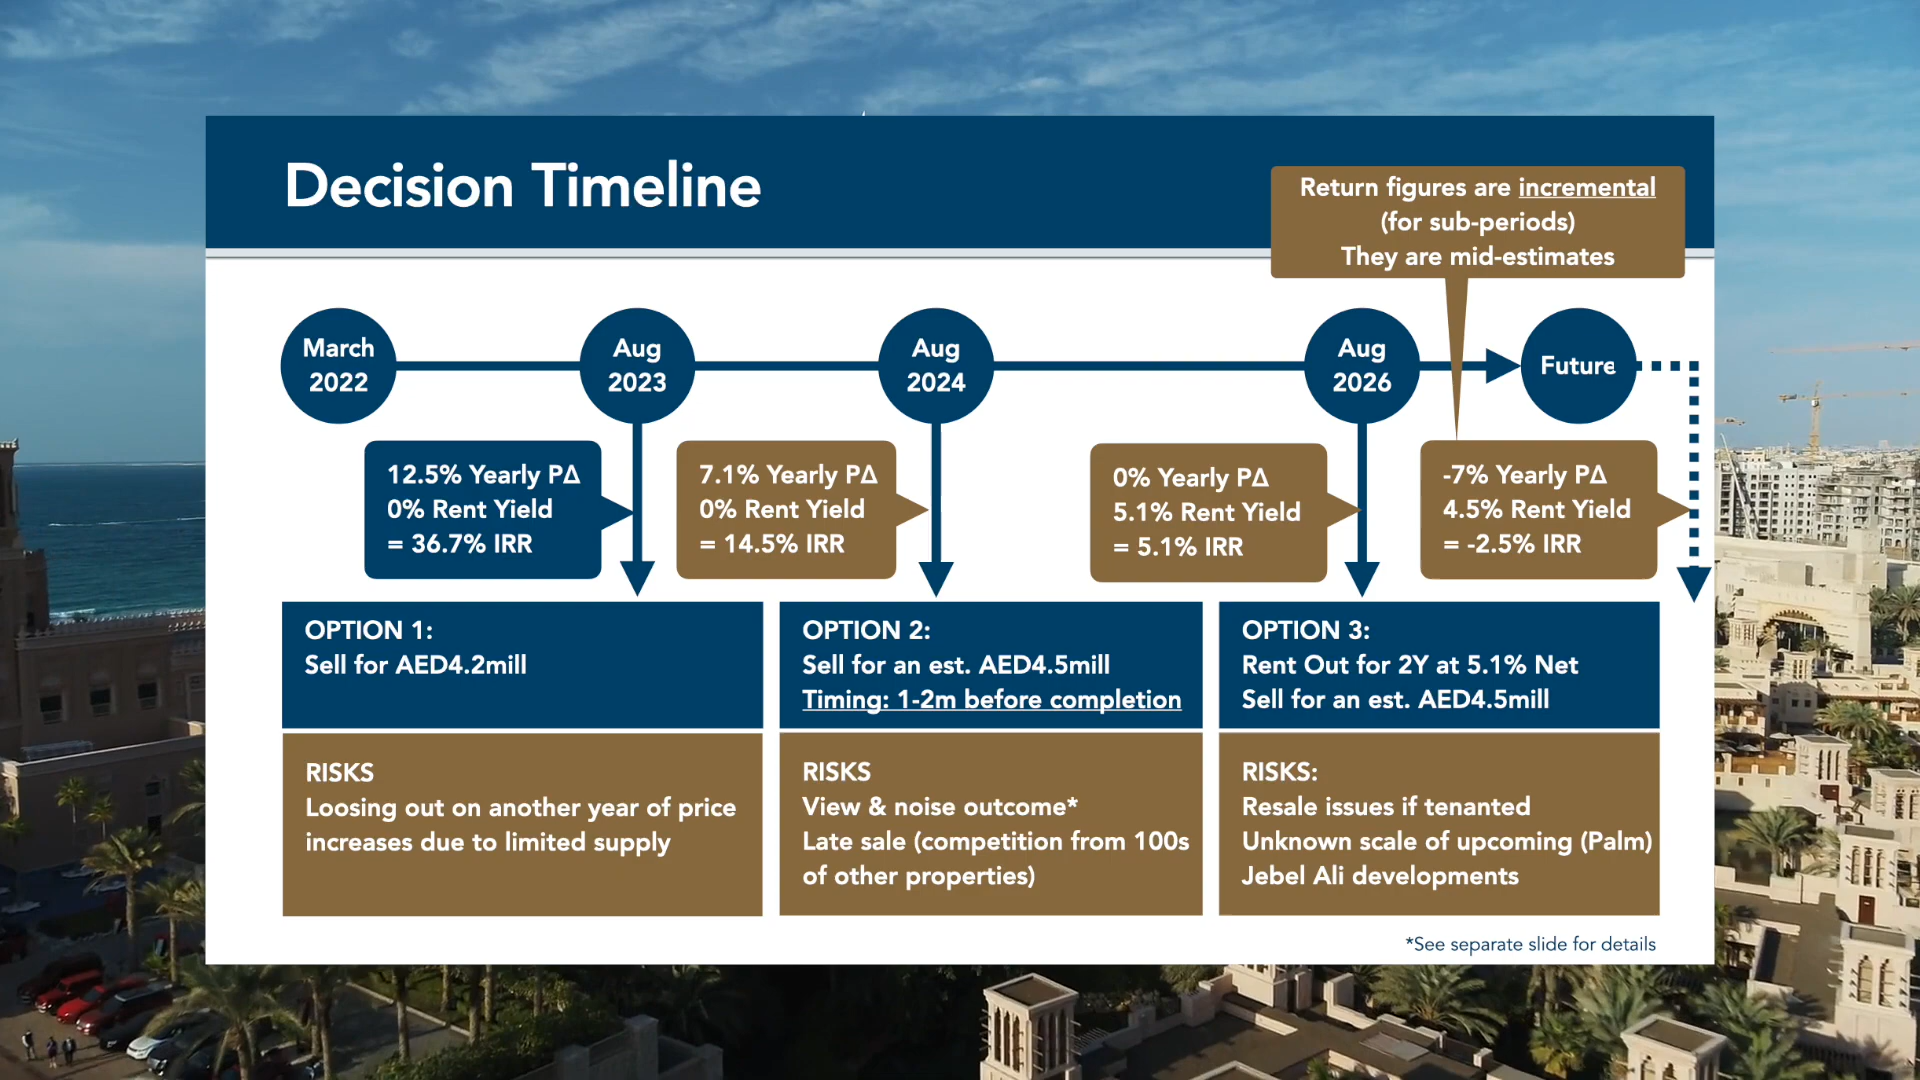 Decision Timeline
Return figures are incremental
(for sub-periods)
They are mid-estimates
March
2022
Aug
2023
Aug
2024
Aug
2026
Future
12.5% Yearly PΔ
0% Rent Yield
= 36.7% IRR
7.1% Yearly PΔ
0% Rent Yield
= 14.5% IRR
0% Yearly PΔ
5.1% Rent Yield
= 5.1% IRR
-7% Yearly PΔ
4.5% Rent Yield
= -2.5% IRR
OPTION 1:
Sell for AED4.2mill
RISKS
Loosing out on another year of price
increases due to limited supply
OPTION 2:
Sell for an est. AED4.5mill
Timing: 1-2m before completion
RISKS
View & noise outcome*
Late sale (competition from 100s
of other properties)
OPTION 3:
Rent Out for 2Y at 5.1% Net
Sell for an est. AED4.5mill
RISKS:
Resale issues if tenanted
Unknown scale of upcoming (Palm)
Jebel Ali developments
*See separate slide for details